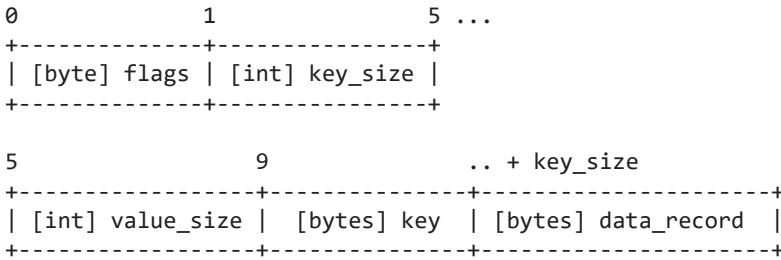 0              1                5 ...
+--------------+----------------+
| [byte] flags | [int] key_size |
+--------------+----------------+
5                 9              .. + key_size
+-----------------+--------------+--------------------+
| [int] value_size |  [bytes] key  | [bytes] data_record  |
+-----------------+--------------+--------------------+